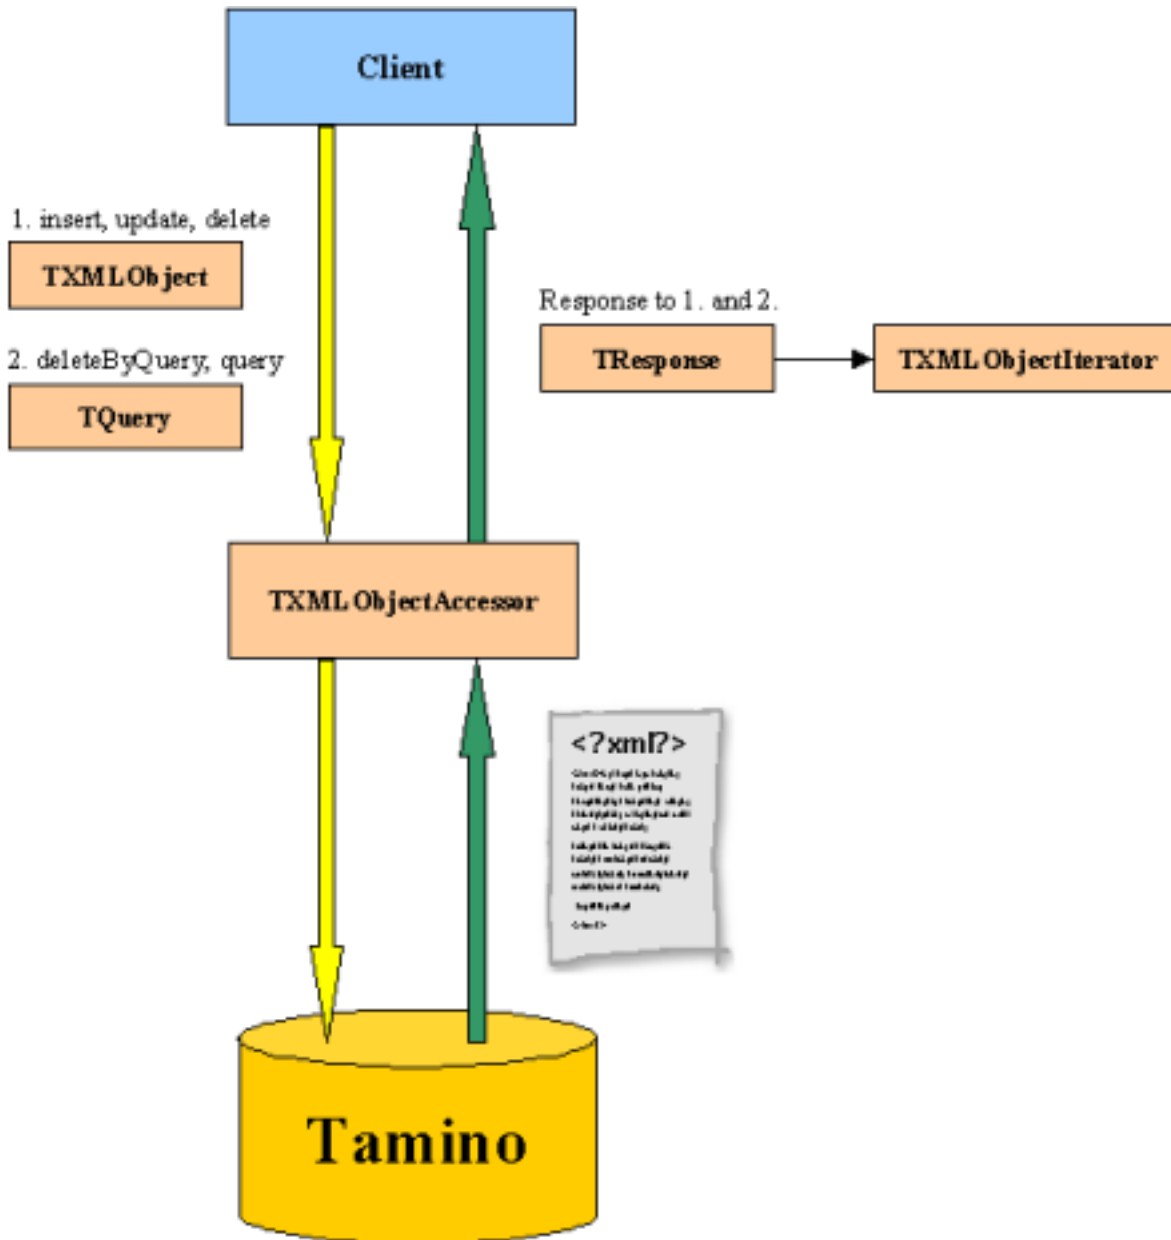 Client
1. insert, update, delete
TXMLObject
Response to 1. and 2.
2. deleteByQuery, query
TResponse
TXMLObjectIterator
TQuery
TXMLObjectAccessor
<?xml?>
Tamino